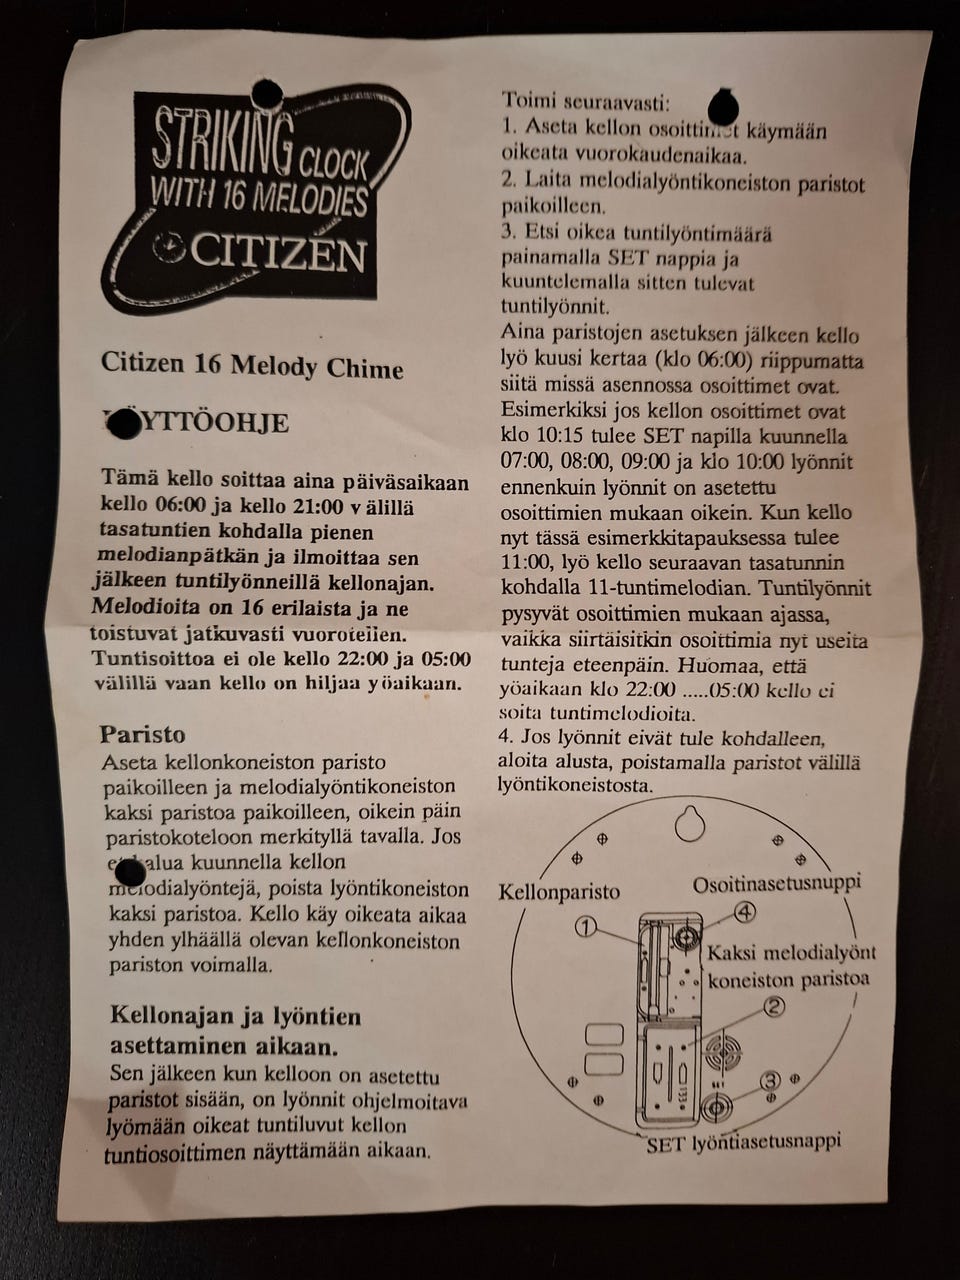 STRIKING CLOCK
WITH 16 MELODIES
CITIZEN
Citizen 16 Melody Chime
YTTÖOHJE
Tämä kello soittaa aina päiväsaikaan
kello 06:00 ja kello 21:00 v älillä
tasatuntien kohdalla pienen
melodianpätkän ja ilmoittaa sen
jälkeen tuntilyönneillä kellonajan.
Melodioita on 16 erilaista ja ne
toistuvat jatkuvasti vuorotellen.
Tuntisoittoa ei ole kello 22:00 ja 05:00
välillä vaan kello on hiljaa yöaikaan.
Paristo
Aseta kellonkoneiston paristo
paikoilleen ja melodialyöntikoneiston
kaksi paristoa paikoilleen, oikein päin
paristokoteloon merkityllä tavalla. Jos
alua kuunnella kellon
melodialyöntejä, poista lyöntikoneiston
kaksi paristoa. Kello käy oikeata aikaa
yhden ylhäällä olevan kellonkoneiston
pariston voimalla.
Kellonajan ja lyöntien
asettaminen aikaan.
Sen jälkeen kun kelloon on asetettu
paristot sisään, on lyönnit ohjelmoitava
lyömään oikeat tuntiluvut kellon
tuntiosoittimen näyttämään aikaan.
Toimi seuraavasti:
1. Aseta kellon osoittimet käymään
oikeata vuorokaudenaikaa.
2. Laita melodialyöntikoneiston paristot
paikoilleen.
3. Etsi oikea tuntilyöntimäärä
painamalla SET nappia ja
kuuntelemalla sitten tulevat
tuntilyönnit.
Aina paristojen asetuksen jälkeen kello
lyö kuusi kertaa (klo 06:00) riippumatta
siitä missä asennossa osoittimet ovat.
Esimerkiksi jos kellon osoittimet ovat
klo 10:15 tulee SET napilla kuunnella
07:00, 08:00, 09:00 ja klo 10:00 lyönnit
ennenkuin lyönnit on asetettu
osoittimien mukaan oikein. Kun kello
nyt tässä esimerkkitapauksessa tulee
11:00, lyö kello seuraavan tasatunnin
kohdalla 11-tuntimelodian. Tuntilyönnit
pysyvät osoittimien mukaan ajassa,
vaikka siirtäisitkin osoittimia nyt useita
tunteja eteenpäin. Huomaa, että
yöaikaan klo 22:00 .....05:00 kello ei
soita tuntimelodioita.
4. Jos lyönnit eivät tule kohdalleen,
aloita alusta, poistamalla paristot välillä
lyöntikoneistosta.
Kellonparisto
Osoitinasetusnuppi
① ④
Kaksi melodialyönt
koneiston paristoa
②
③
SET lyöntiasetusnappi